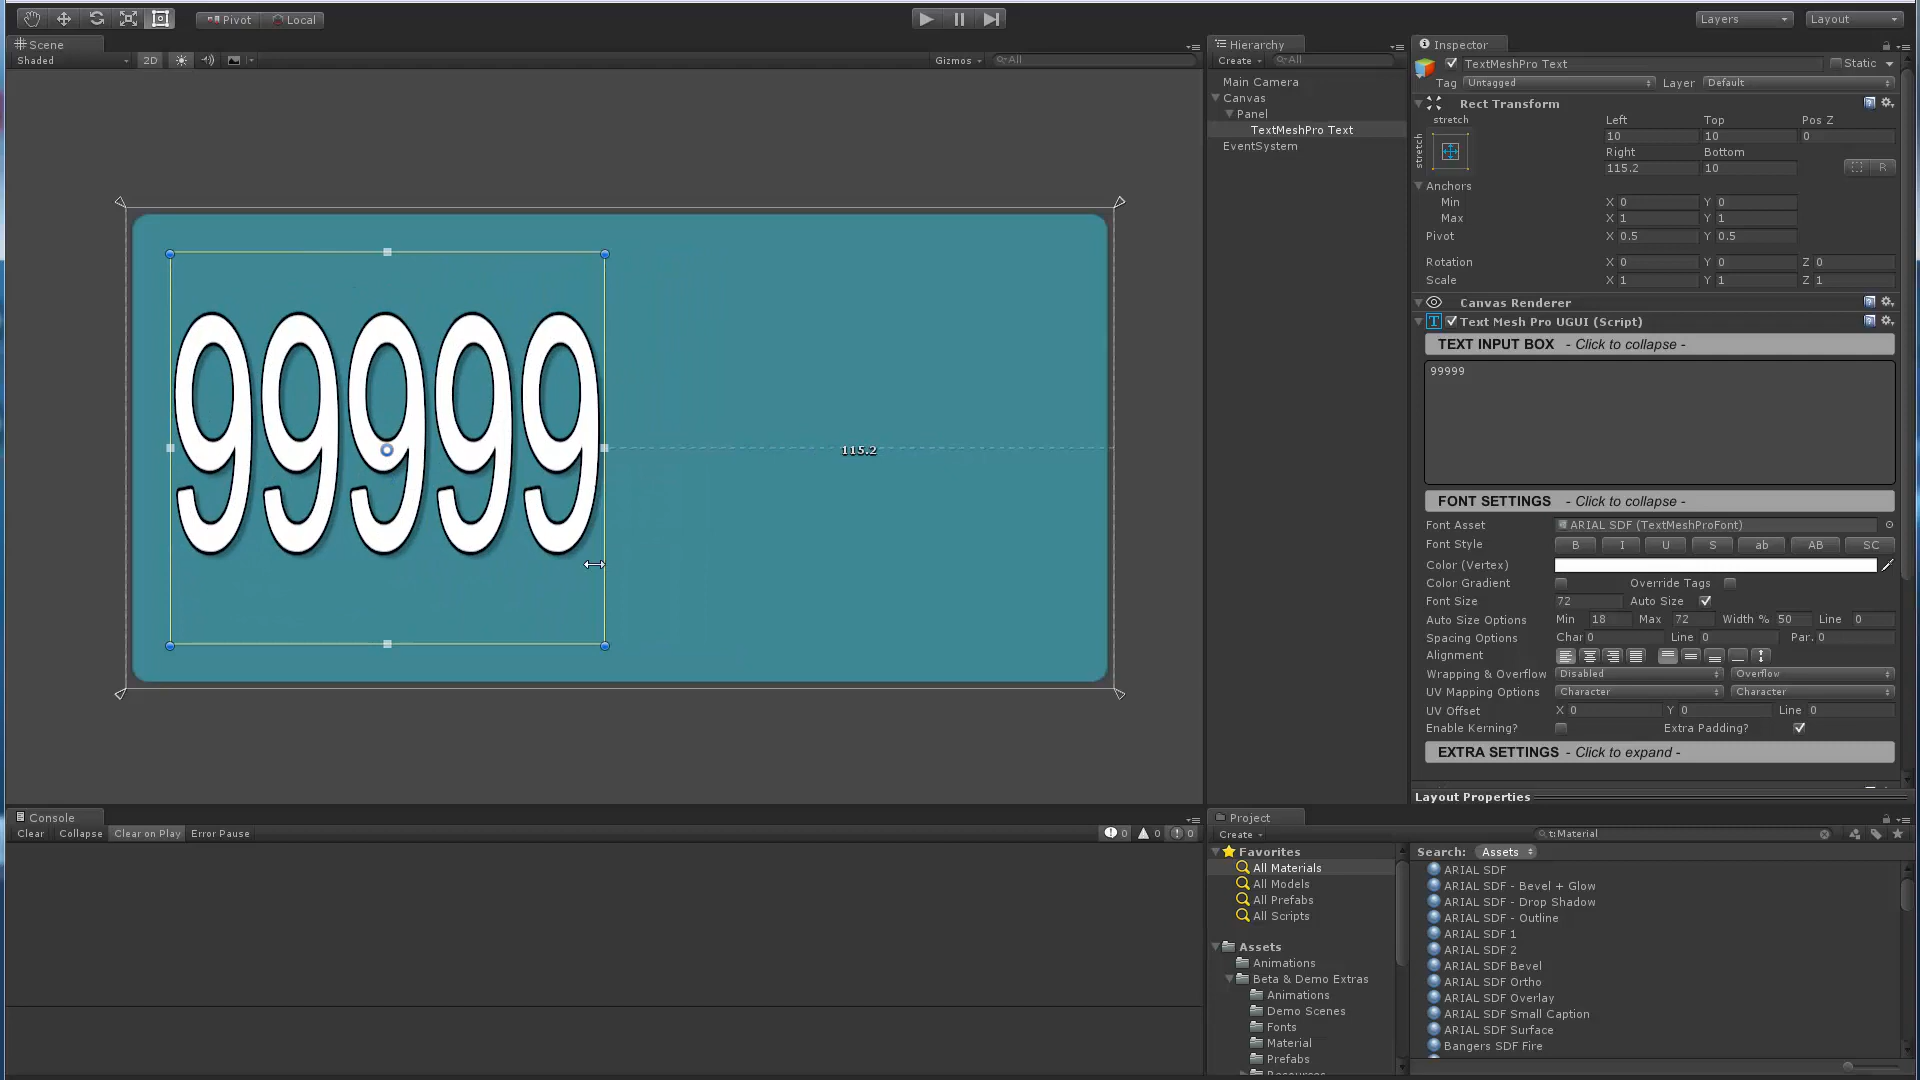 Pivot Local Layers Layout
Scene
Shaded 2D Gizmos All
99999
115.2
Hierarchy
Create All
Main Camera
Canvas
Panel
TextMeshPro Text
EventSystem
Inspector
TextMeshPro Text Static
Tag Untagged Layer Default
Rect Transform
stretch Left Top Pos Z
stretch 10 10 0
Right Bottom
115.2 10 R
Anchors
Min X 0 Y 0
Max X 1 Y 1
Pivot X 0.5 Y 0.5
Rotation X 0 Y 0 Z 0
Scale X 1 Y 1 Z 1
Canvas Renderer
Text Mesh Pro UGUI (Script)
TEXT INPUT BOX - Click to collapse -
99999
FONT SETTINGS - Click to collapse -
Font Asset ARIAL SDF (TextMeshProFont)
Font Style B I U S ab AB SC
Color (Vertex)
Color Gradient Override Tags
Font Size 72 Auto Size
Auto Size Options Min 18 Max 72 Width % 50 Line 0
Spacing Options Char 0 Line 0 Par. 0
Alignment
Wrapping & Overflow Disabled Overflow
UV Mapping Options Character Character
UV Offset X 0 Y 0 Line 0
Enable Kerning? Extra Padding?
EXTRA SETTINGS - Click to expand -
Layout Properties
Console
Clear Collapse Clear on Play Error Pause 0 0 0
Project
Create t:Material
Favorites
All Materials
All Models
All Prefabs
All Scripts
Assets
Animations
Beta & Demo Extras
Animations
Demo Scenes
Fonts
Material
Prefabs
Resources
Search: Assets
ARIAL SDF
ARIAL SDF - Bevel + Glow
ARIAL SDF - Drop Shadow
ARIAL SDF - Outline
ARIAL SDF 1
ARIAL SDF 2
ARIAL SDF Bevel
ARIAL SDF Ortho
ARIAL SDF Overlay
ARIAL SDF Small Caption
ARIAL SDF Surface
Bangers SDF Fire